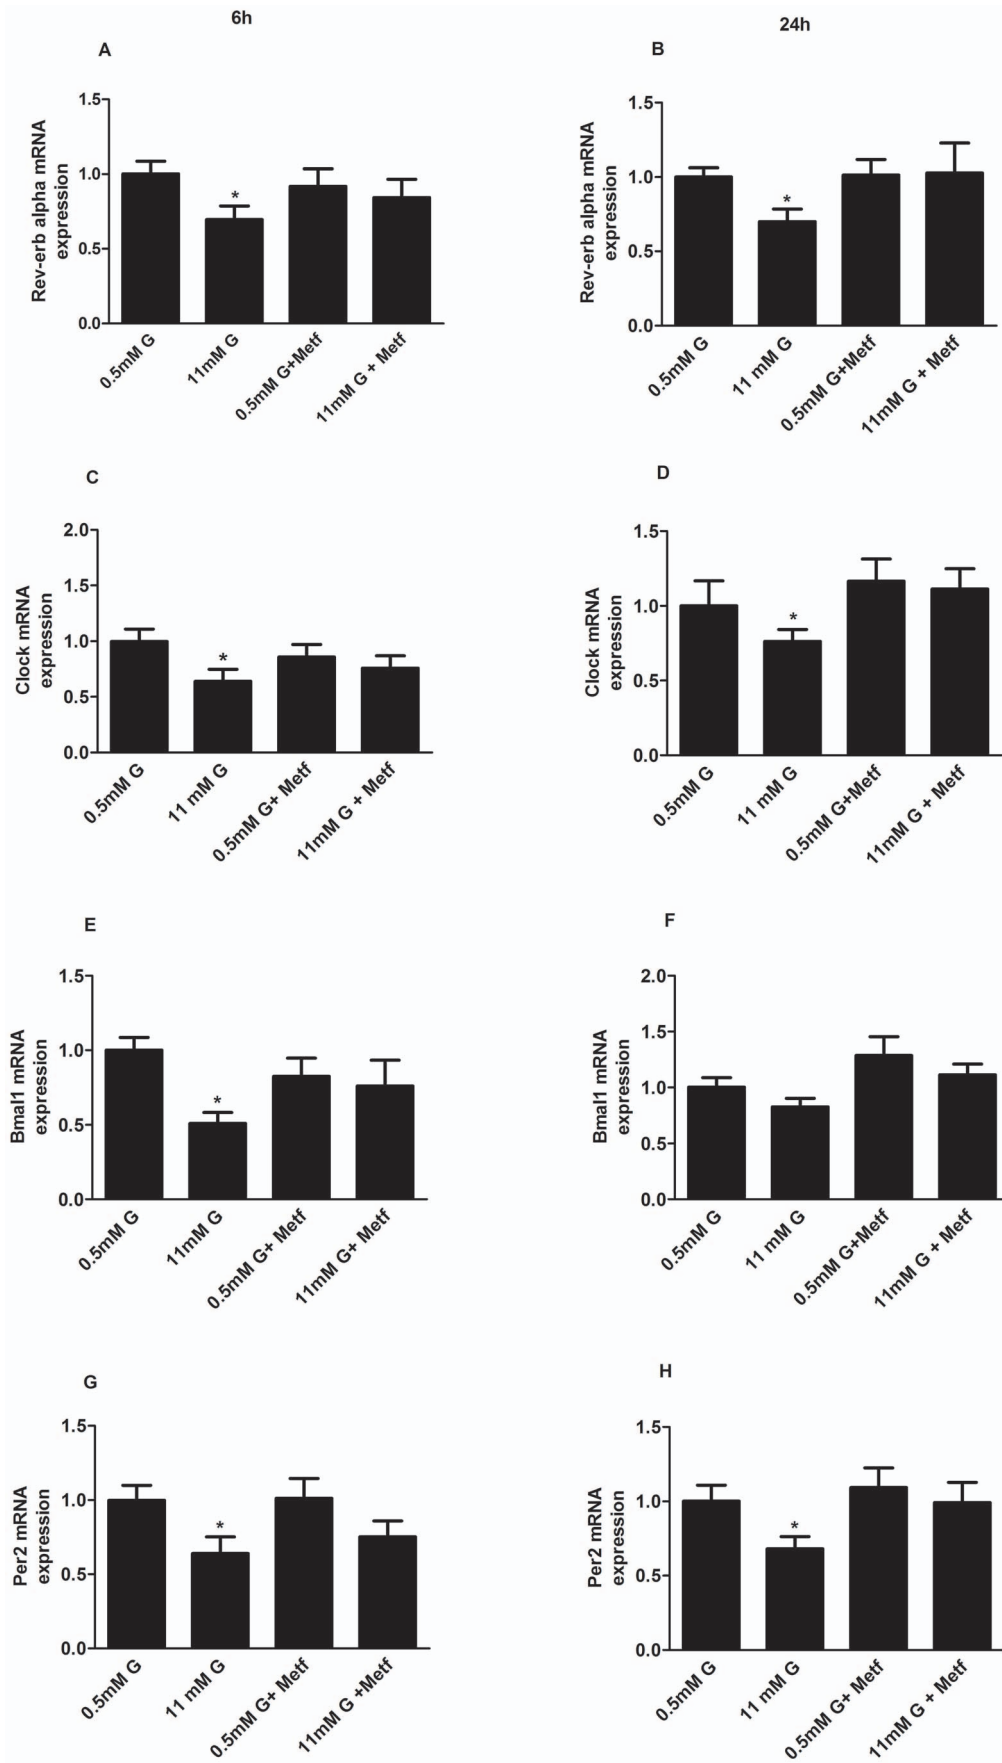 6h
24h
A
Rev-erb alpha mRNA
expression
1.5
1.0
0.5
0.0
*
0.5mM G
11mM G
0.5mM G+Metf
11mM G + Metf
B
Rev-erb alpha mRNA
expression
1.5
1.0
0.5
0.0
*
0.5mM G
11 mM G
0.5mM G+Metf
11mM G + Metf
C
Clock mRNA
expression
2.0
1.5
1.0
0.5
0.0
*
0.5mM G
11 mM G
0.5mM G+ Metf
11mM G + Metf
D
Clock mRNA
expression
1.5
1.0
0.5
0.0
*
0.5mM G
11 mM G
0.5mM G+Metf
11mM G + Metf
E
Bmal1 mRNA
expression
1.5
1.0
0.5
0.0
*
0.5mM G
11mM G
0.5mM G+ Metf
11mM G+ Metf
F
Bmal1 mRNA
expression
2.0
1.5
1.0
0.5
0.0
0.5mM G
11 mM G
0.5mM G+Metf
11mM G + Metf
G
Per2 mRNA
expression
1.5
1.0
0.5
0.0
*
0.5mM G
11 mM G
0.5mM G+ Metf
11mM G +Metf
H
Per2 mRNA
expression
1.5
1.0
0.5
0.0
*
0.5mM G
11 mM G
0.5mM G+ Metf
11mM G + Metf